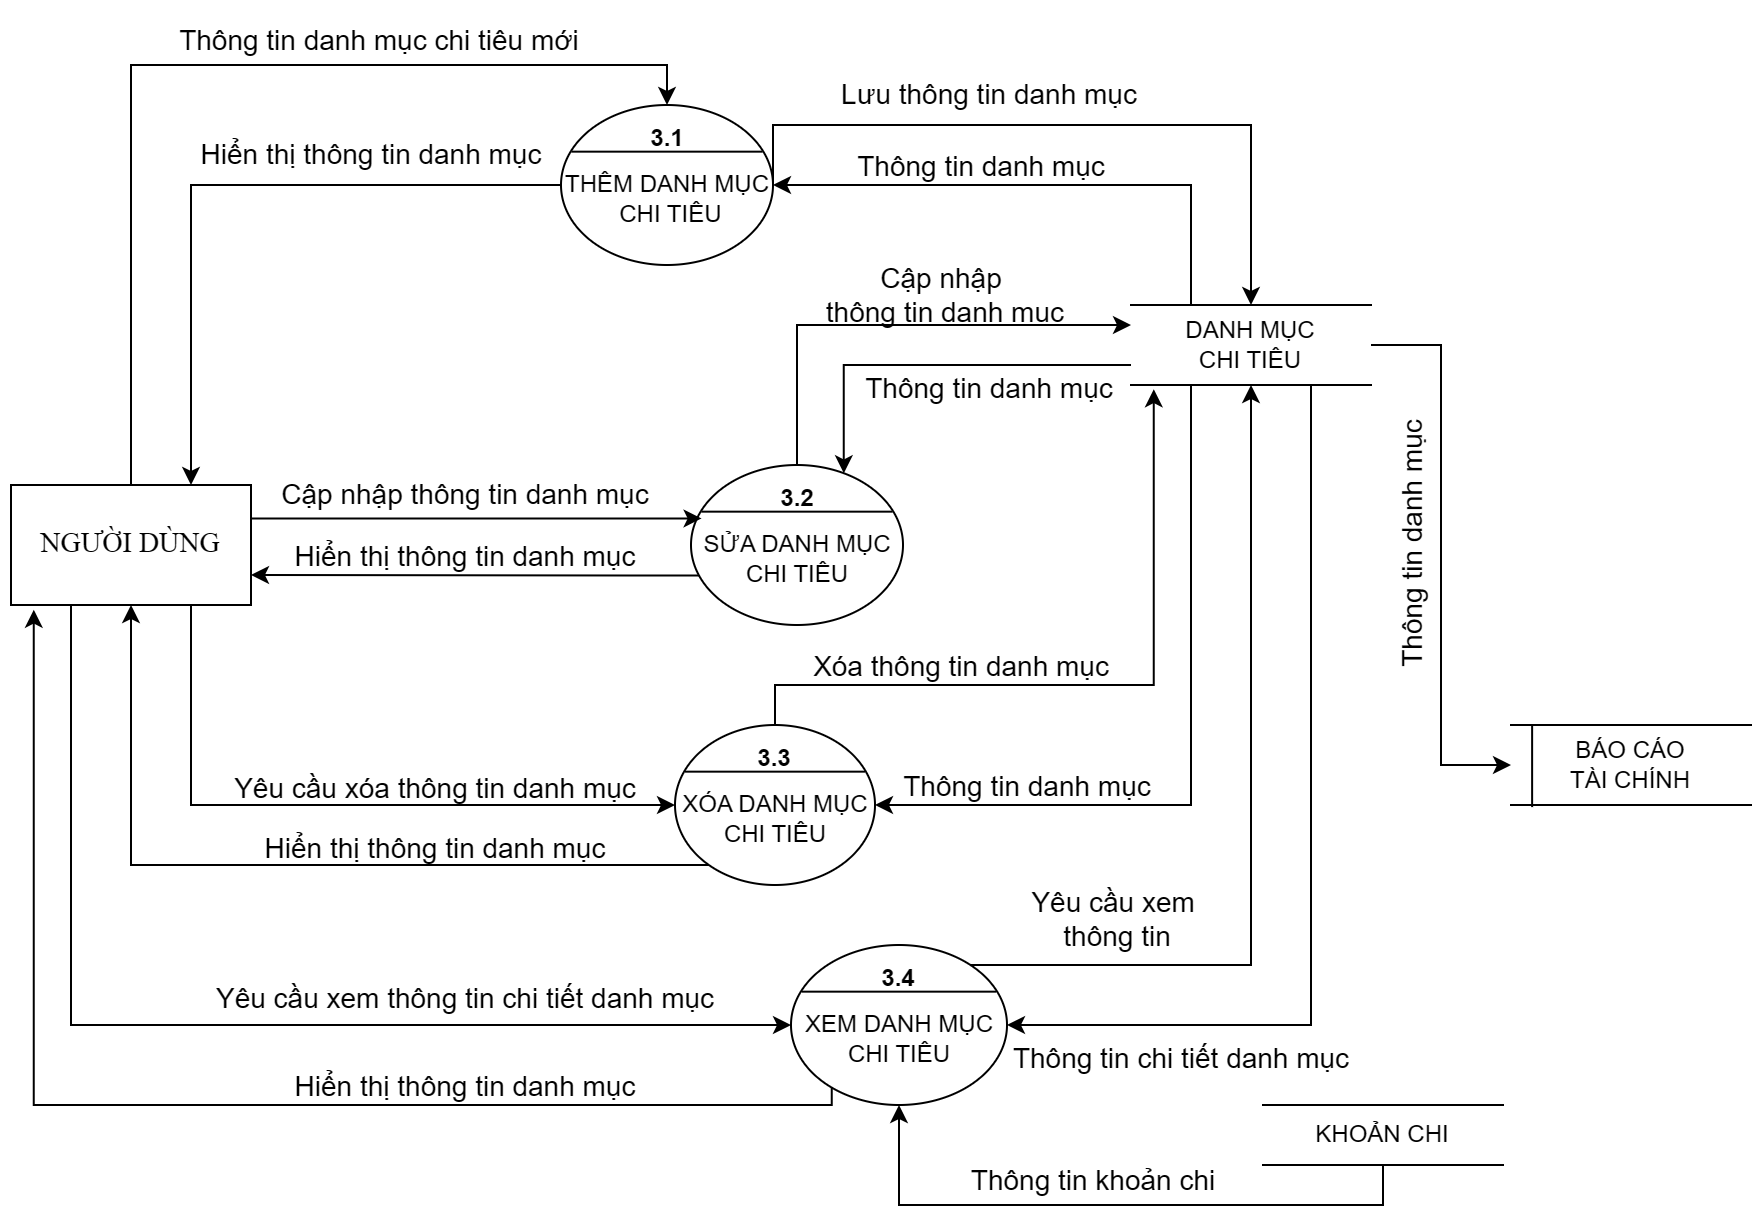 Thông tin danh mục chi tiêu mới
Lưu thông tin danh mục
3.1
Hiển thị thông tin danh mục
Thông tin danh mục
THÊM DANH MỤC
CHI TIÊU
Cập nhập
thông tin danh muc
DANH MỤC
CHI TIÊU
Thông tin danh mục
Thông tin danh mục
Cập nhập thông tin danh mục
3.2
NGƯỜI DÙNG
SỬA DANH MỤC
CHI TIÊU
Hiển thị thông tin danh mục
Xóa thông tin danh mục
3.3
BÁO CÁO
TÀI CHÍNH
Yêu cầu xóa thông tin danh mục
Thông tin danh mục
XÓA DANH MỤC
CHI TIÊU
Hiển thị thông tin danh mục
Yêu cầu xem
thông tin
3.4
Yêu cầu xem thông tin chi tiết danh mục
XEM DANH MỤC
CHI TIÊU
Thông tin chi tiết danh mục
Hiển thị thông tin danh mục
KHOẢN CHI
Thông tin khoản chi